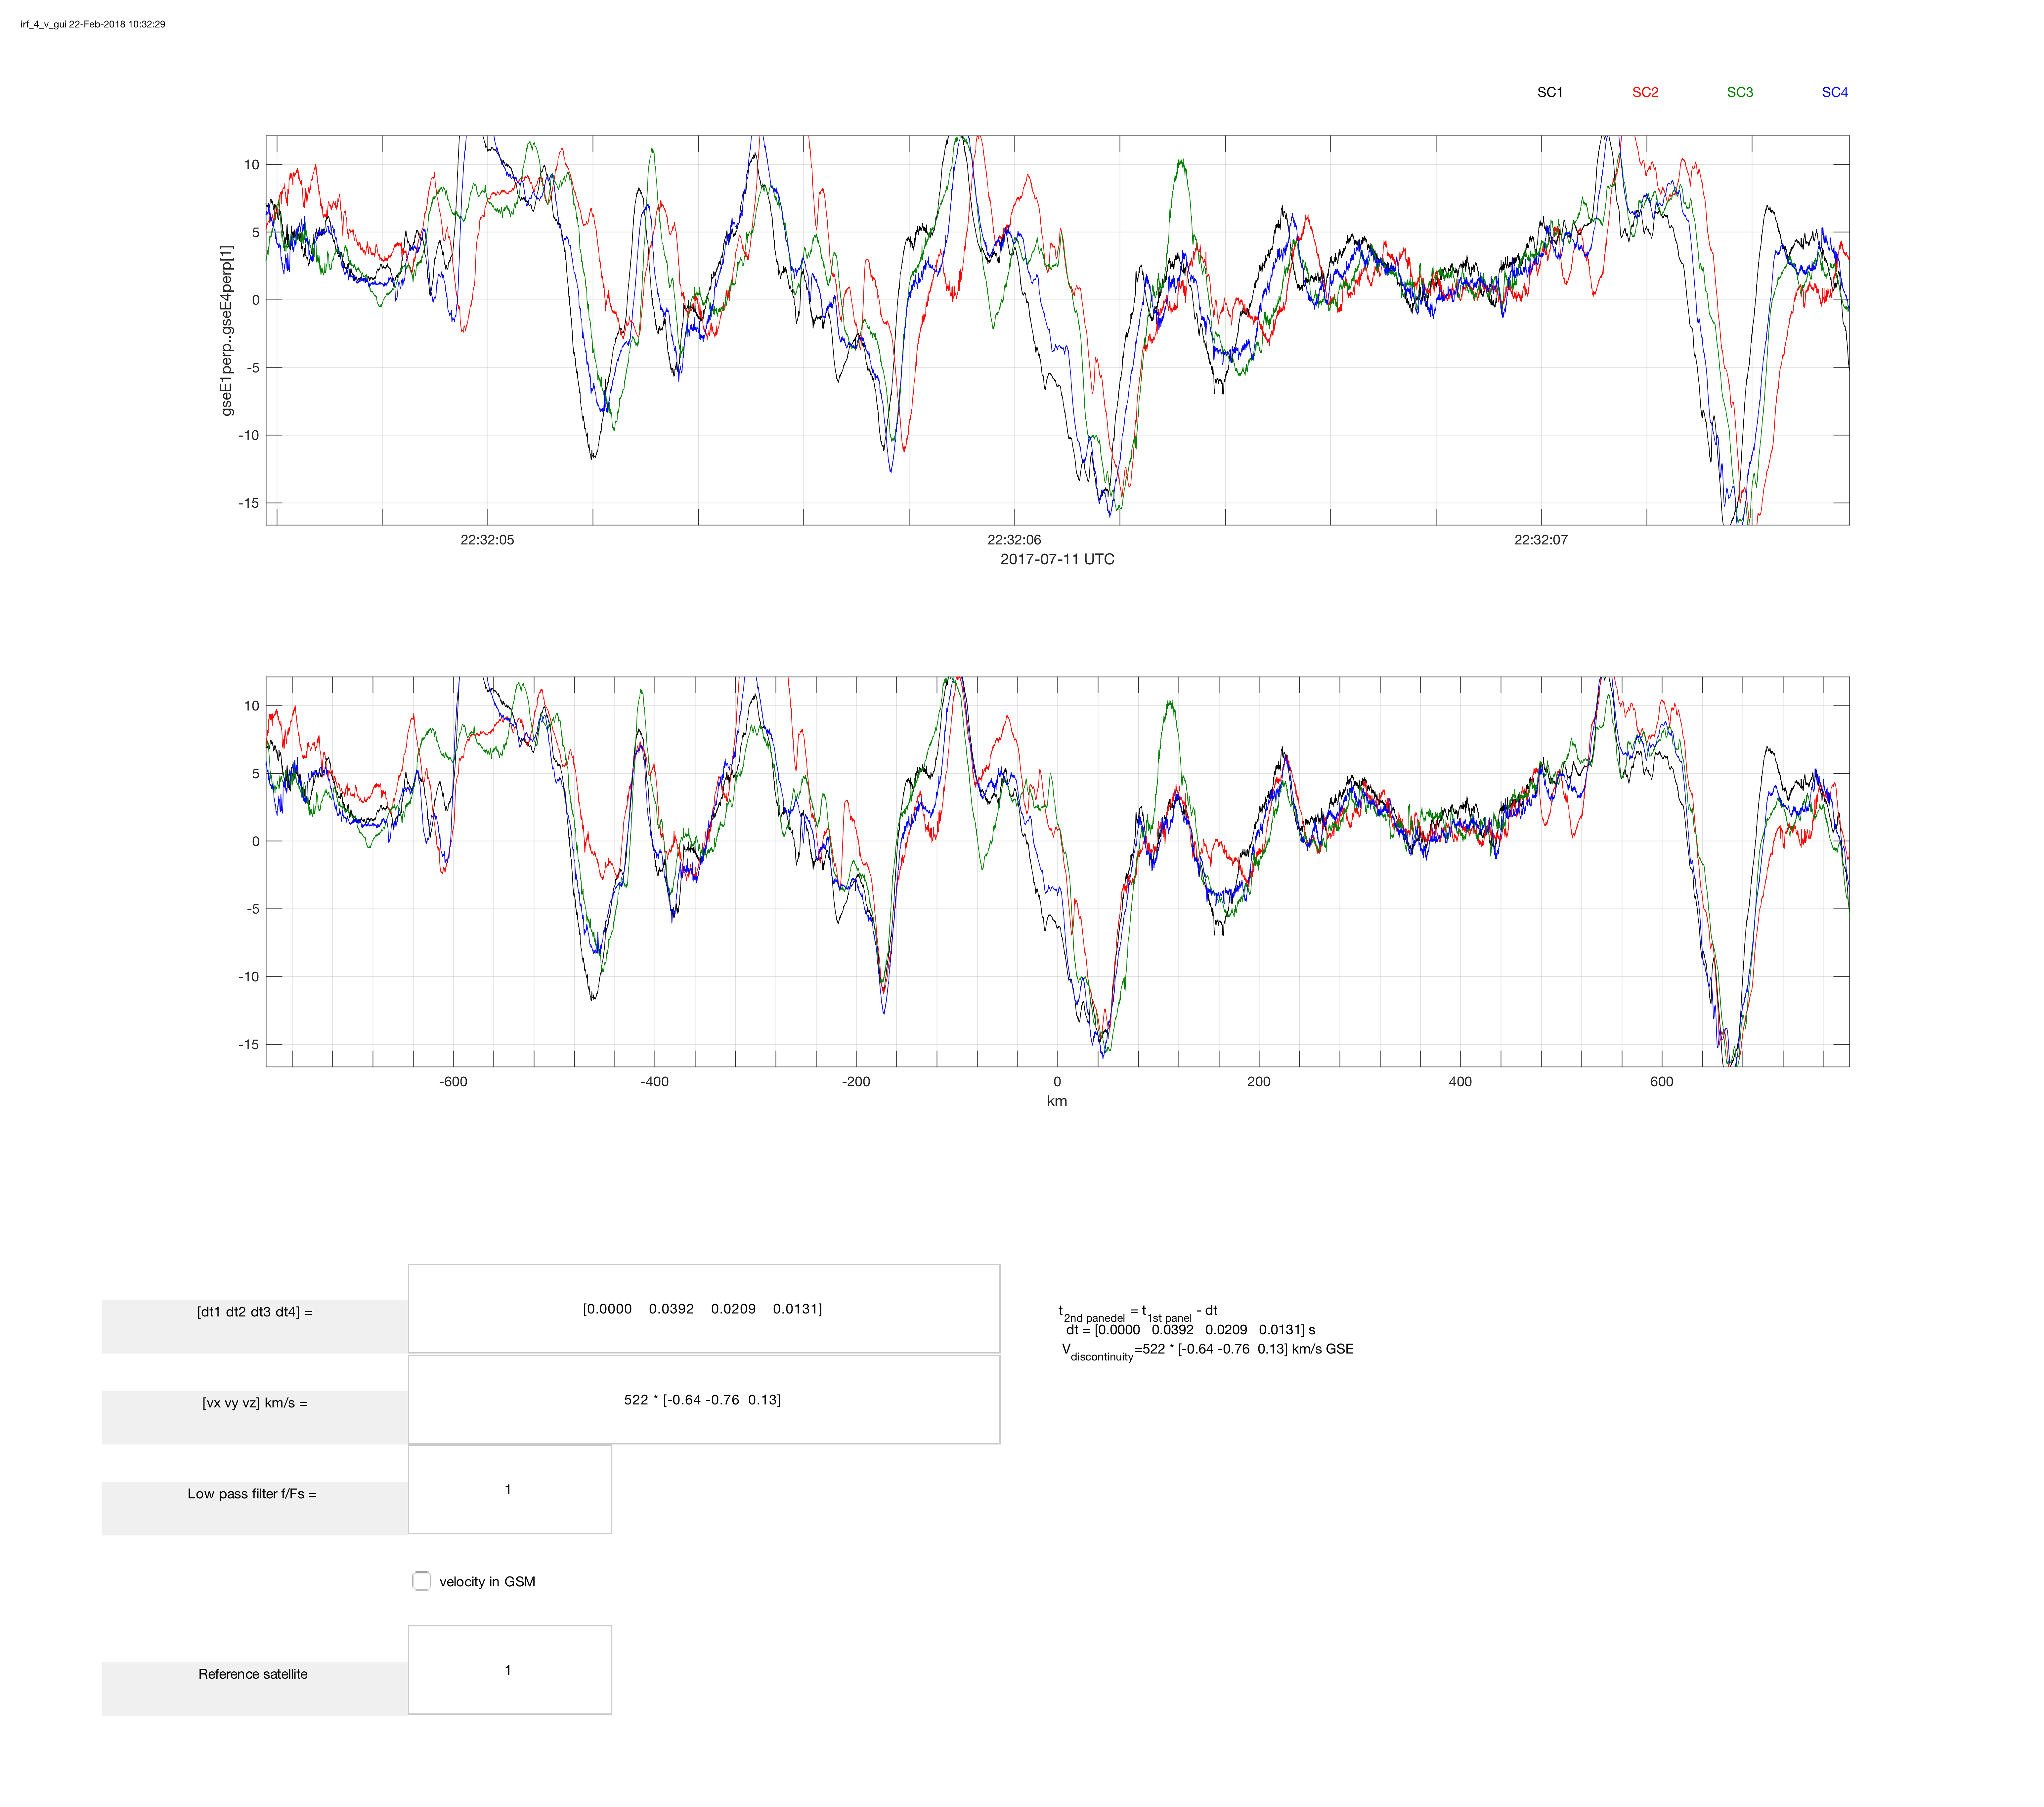 irf_4_v_gui 22-Feb-2018 10:32:29
SC1 SC2 SC3 SC4
gseE1perp..gseE4perp[1]
10
5
0
-5
-10
-15
22:32:05 22:32:06 22:32:07
2017-07-11 UTC
10
5
0
-5
-10
-15
-600 -400 -200 0 200 400 600
km
[dt1 dt2 dt3 dt4] =
[0.0000 0.0392 0.0209 0.0131]
t2nd panedel = t1st panel - dt
dt = [0.0000 0.0392 0.0209 0.0131] s
Vdiscontinuity=522 * [-0.64 -0.76 0.13] km/s GSE
[vx vy vz] km/s =
522 * [-0.64 -0.76 0.13]
Low pass filter f/Fs =
1
velocity in GSM
Reference satellite
1